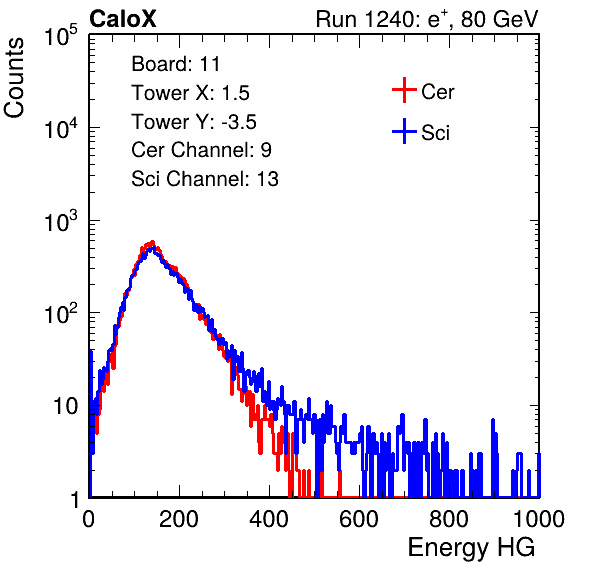 CaloX Run 1240: e⁺, 80 GeV
Counts
10⁵
10⁴
10³
10²
10
1
Board: 11
Tower X: 1.5
Tower Y: -3.5
Cer Channel: 9
Sci Channel: 13
Cer
Sci
0 200 400 600 800 1000
Energy HG